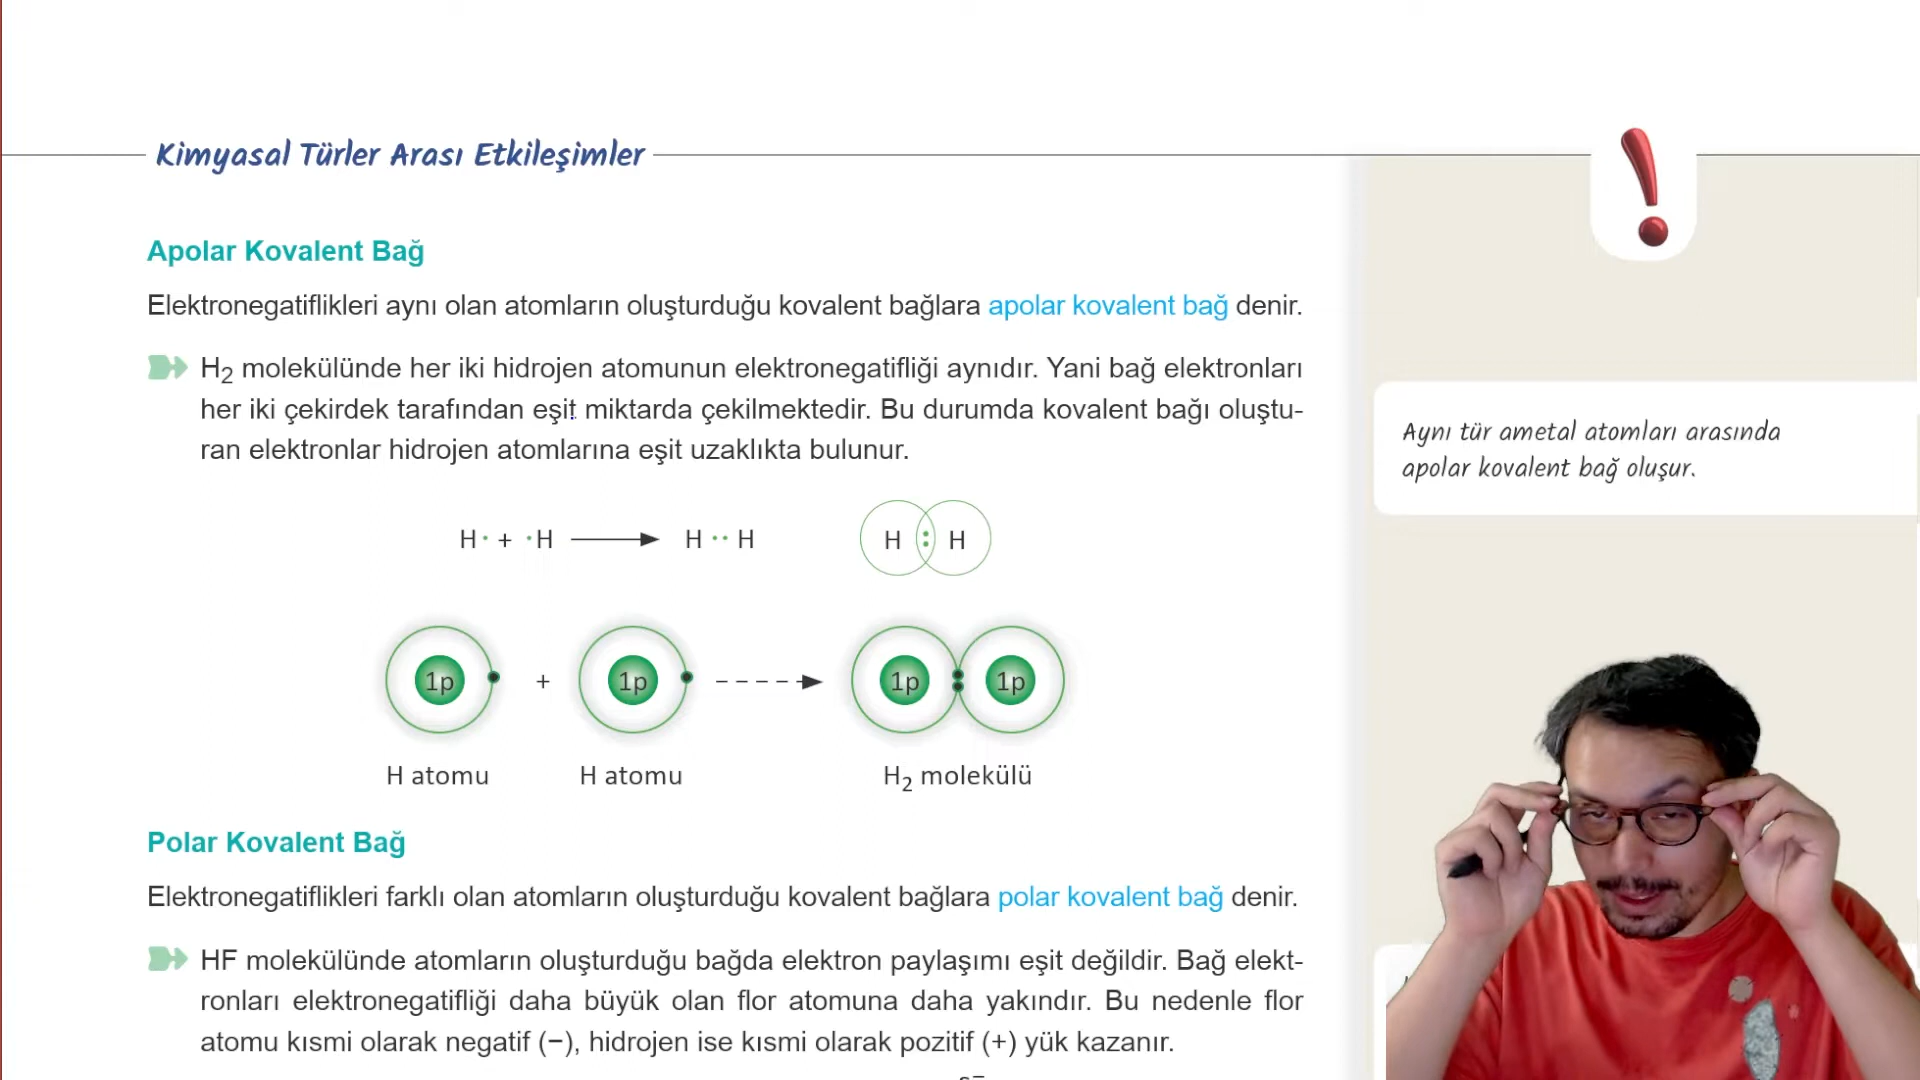 Kimyasal Türler Arası Etkileşimler
Apolar Kovalent Bağ
Elektronegatiflikleri aynı olan atomların oluşturduğu kovalent bağlara apolar kovalent bağ denir.
H₂ molekülünde her iki hidrojen atomunun elektronegatifliği aynıdır. Yani bağ elektronları
her iki çekirdek tarafından eşit miktarda çekilmektedir. Bu durumda kovalent bağı oluştu-
ran elektronlar hidrojen atomlarına eşit uzaklıkta bulunur.
Aynı tür ametal atomları arasında
apolar kovalent bağ oluşur.
H· + ·H ⟶ H ·· H   H : H
1p + 1p 1p 1p
H atomu   H atomu   H₂ molekülü
Polar Kovalent Bağ
Elektronegatiflikleri farklı olan atomların oluşturduğu kovalent bağlara polar kovalent bağ denir.
HF molekülünde atomların oluşturduğu bağda elektron paylaşımı eşit değildir. Bağ elekt-
ronları elektronegatifliği daha büyük olan flor atomuna daha yakındır. Bu nedenle flor
atomu kısmi olarak negatif (−), hidrojen ise kısmi olarak pozitif (+) yük kazanır.